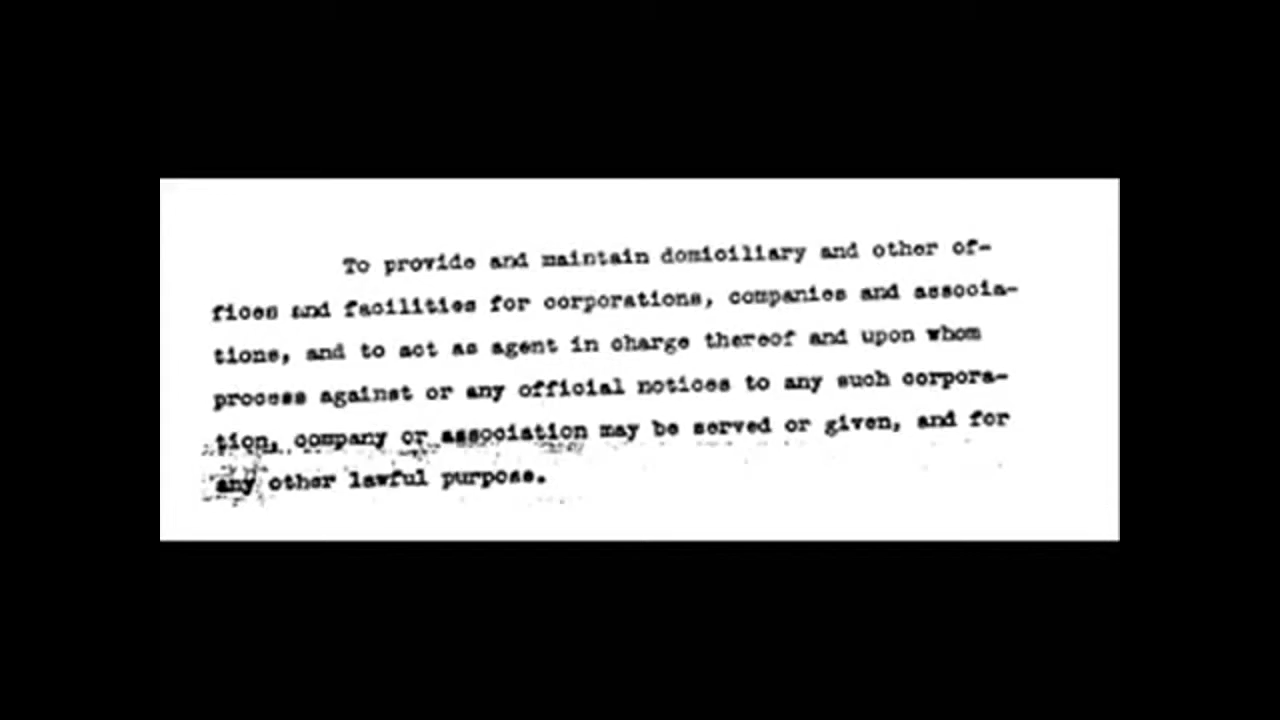 To provide and maintain domiciliary and other of-
fices and facilities for corporations, companies and associa-
tions, and to act as agent in charge thereof and upon whom
process against or any official notices to any such corpora-
tion, company or association may be served or given, and for
any other lawful purpose.